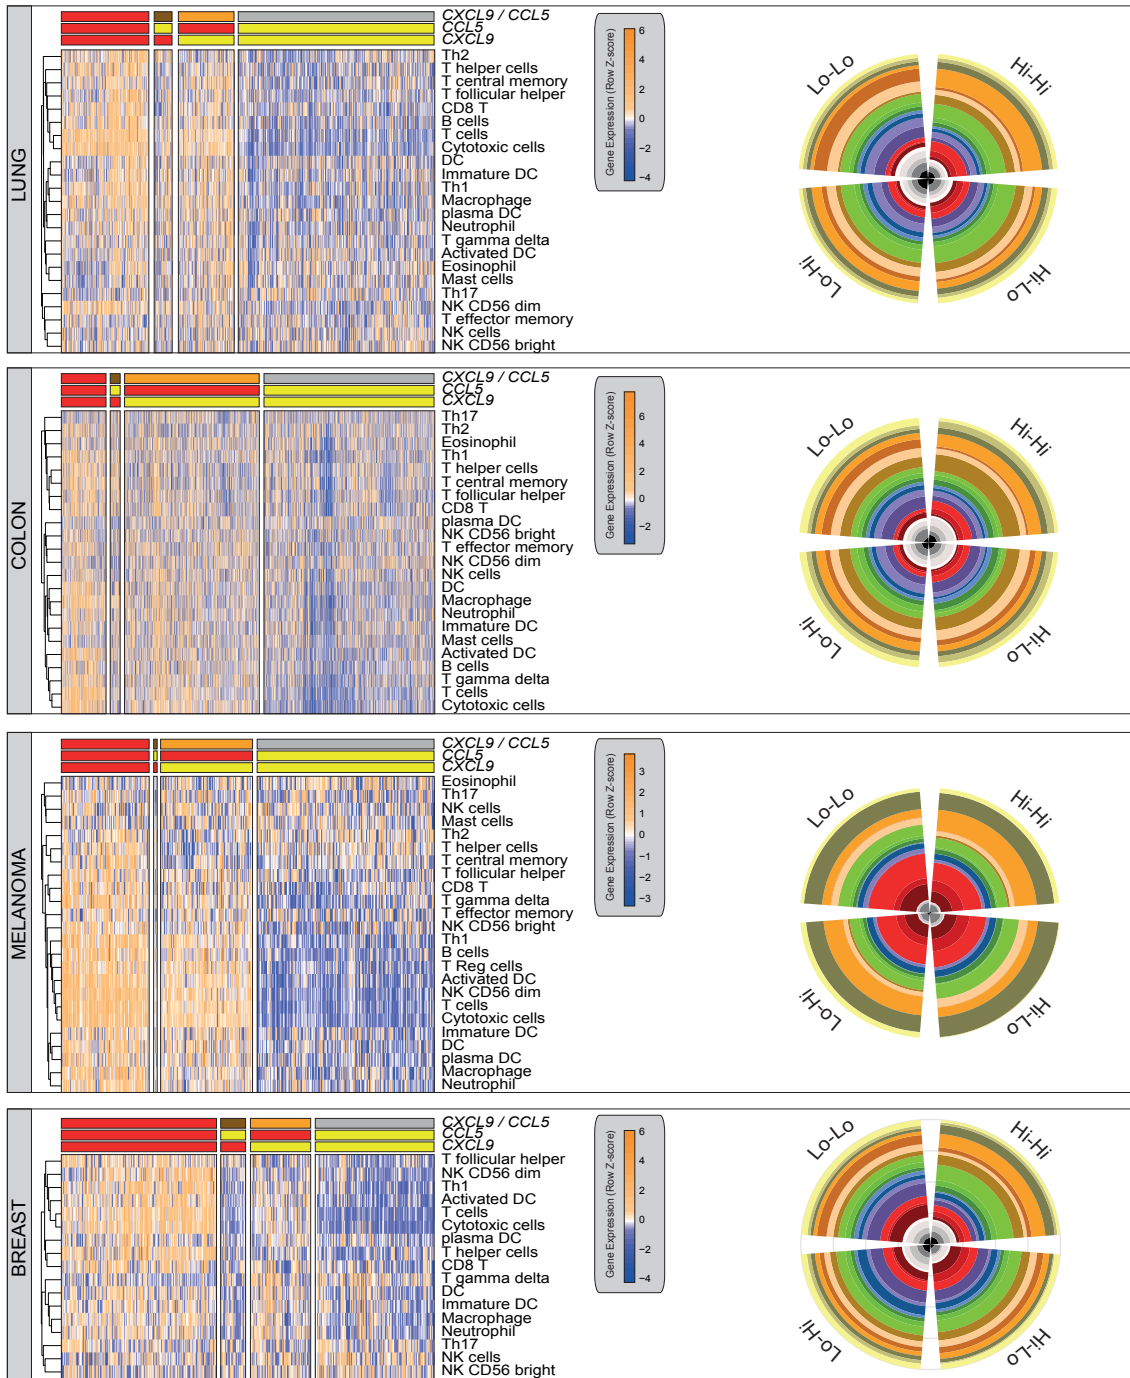 LUNG
CXCL9 / CCL5
CCL5
CXCL9
Th2
T helper cells
T central memory
T follicular helper
CD8 T
B cells
T cells
Cytotoxic cells
DC
Immature DC
Th1
Macrophage
plasma DC
Neutrophil
T gamma delta
Activated DC
Eosinophil
Mast cells
Th17
NK CD56 dim
T effector memory
NK cells
NK CD56 bright
Gene Expression (Row Z-score)
6
4
2
0
−2
−4
Lo-Lo
Hi-Hi
Lo-Hi
Hi-Lo
COLON
CXCL9 / CCL5
CCL5
CXCL9
Th17
Th2
Eosinophil
Th1
T helper cells
T central memory
T follicular helper
CD8 T
plasma DC
NK CD56 bright
T effector memory
NK CD56 dim
NK cells
DC
Macrophage
Neutrophil
Immature DC
Mast cells
Activated DC
B cells
T gamma delta
T cells
Cytotoxic cells
Gene Expression (Row Z-score)
6
4
2
0
−2
Lo-Lo
Hi-Hi
Lo-Hi
Hi-Lo
MELANOMA
CXCL9 / CCL5
CCL5
CXCL9
Eosinophil
Th17
NK cells
Mast cells
Th2
T helper cells
T central memory
T follicular helper
CD8 T
T gamma delta
T effector memory
NK CD56 bright
Th1
B cells
T Reg cells
Activated DC
NK CD56 dim
T cells
Cytotoxic cells
Immature DC
DC
plasma DC
Macrophage
Neutrophil
Gene Expression (Row Z-score)
3
2
1
0
−1
−2
−3
Lo-Lo
Hi-Hi
Lo-Hi
Hi-Lo
BREAST
CXCL9 / CCL5
CCL5
CXCL9
T follicular helper
NK CD56 dim
Th1
Activated DC
T cells
Cytotoxic cells
plasma DC
T helper cells
CD8 T
T gamma delta
DC
Immature DC
Macrophage
Neutrophil
Th17
NK cells
NK CD56 bright
Gene Expression (Row Z-score)
6
4
2
0
−2
−4
Lo-Lo
Hi-Hi
Lo-Hi
Hi-Lo